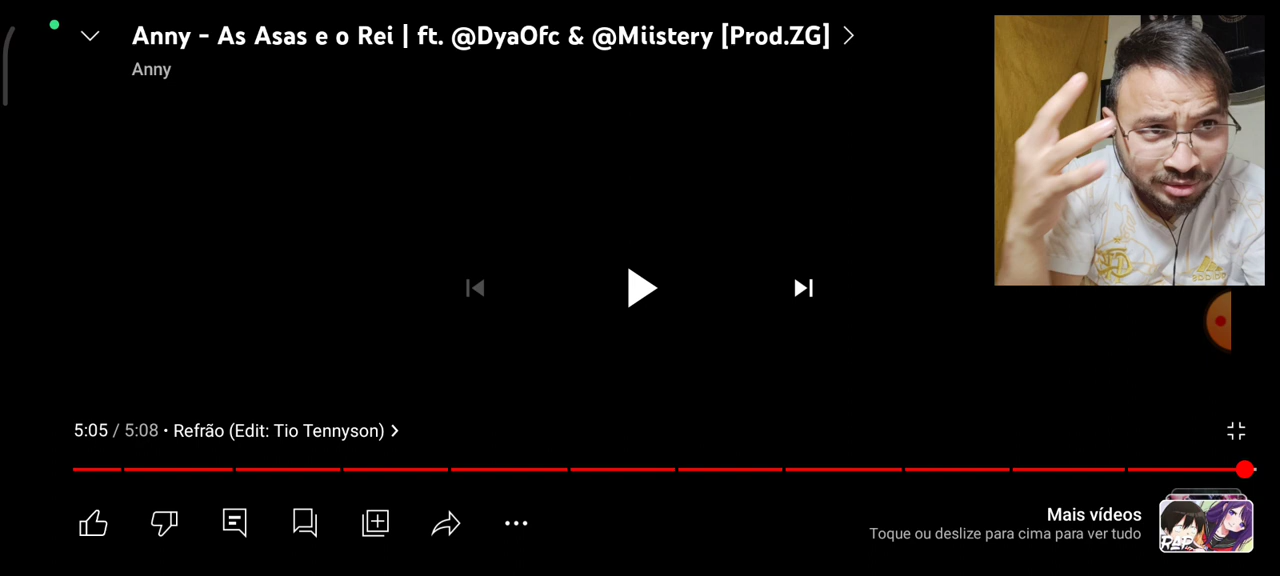 Anny - As Asas e o Rei | ft. @DyaOfc & @Miistery [Prod.ZG]
Anny
5:05 / 5:08 • Refrão (Edit: Tio Tennyson)
Mais vídeos
Toque ou deslize para cima para ver tudo
RAP